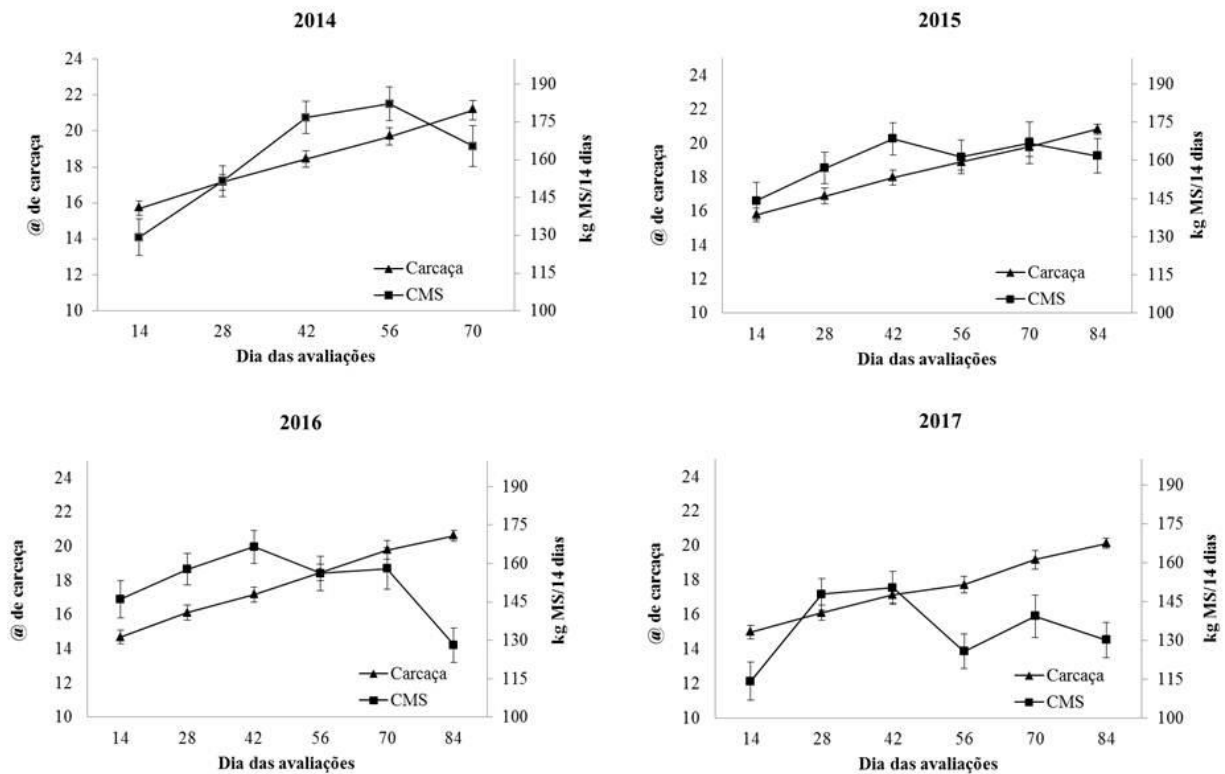 2014
24
22
20
18
16
14
12
10
@ de carcaça
190
175
160
145
130
115
100
kg MS/14 dias
Carcaça
CMS
14 28 42 56 70
Dia das avaliações
2015
24
22
20
18
16
14
12
10
@ de carcaça
190
175
160
145
130
115
100
kg MS/14 dias
Carcaça
CMS
14 28 42 56 70 84
Dia das avaliações
2016
24
22
20
18
16
14
12
10
@ de carcaça
190
175
160
145
130
115
100
kg MS/14 dias
Carcaça
CMS
14 28 42 56 70 84
Dia das avaliações
2017
24
22
20
18
16
14
12
10
@ de carcaça
190
175
160
145
130
115
100
kg MS/14 dias
Carcaça
CMS
14 28 42 56 70 84
Dia das avaliações